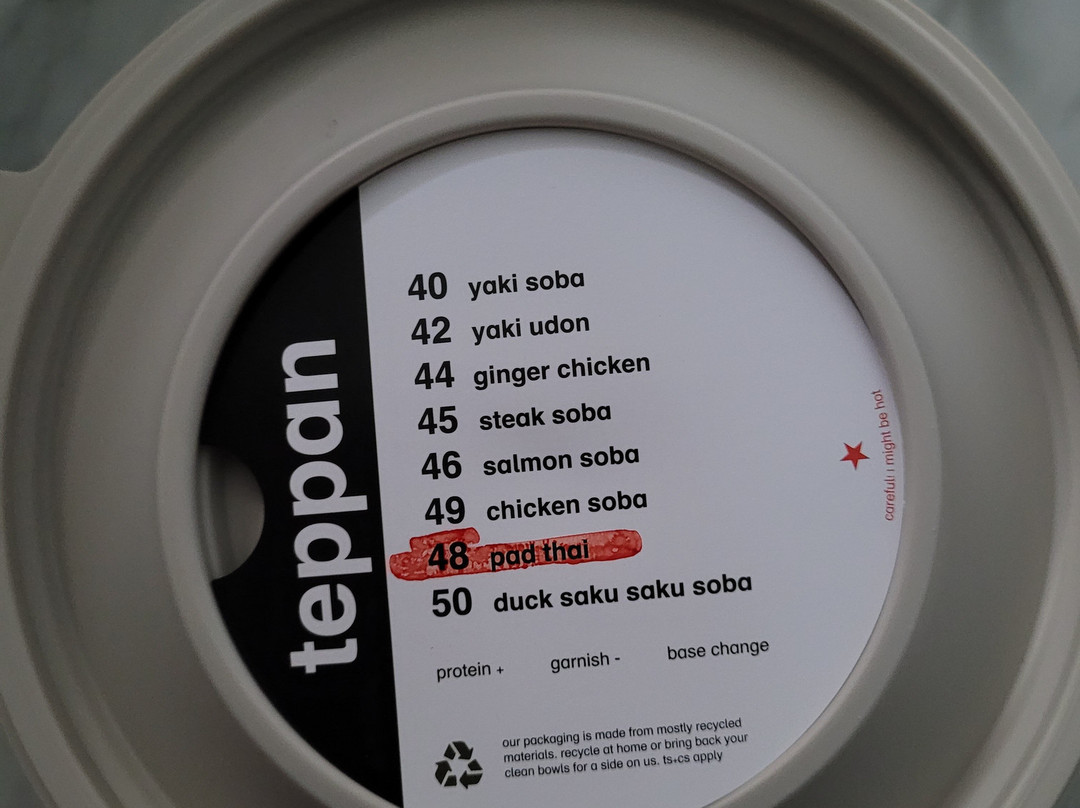 teppan
40 yaki soba
42 yaki udon
44 ginger chicken
45 steak soba
46 salmon soba
49 chicken soba
48 pad thai
50 duck saku saku soba
protein + garnish - base change
our packaging is made from mostly recycled
materials. recycle at home or bring back your
clean bowls for a side on us. ts+cs apply
careful! i might be hot